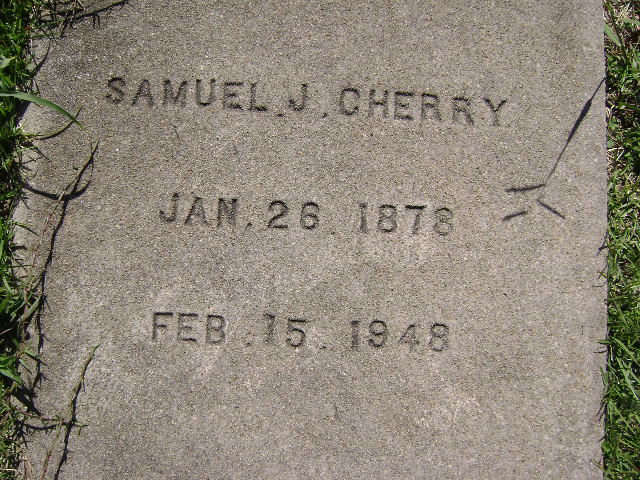 SAMUEL J. CHERRY
JAN. 26. 1878
FEB. 15. 1948